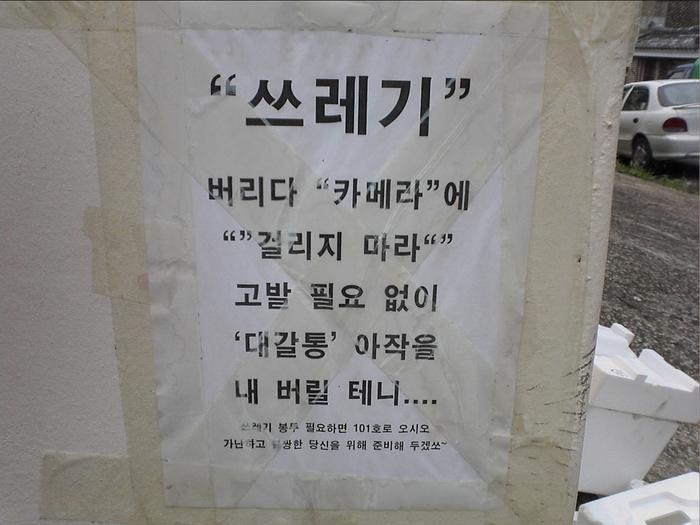 “쓰레기”
버리다 “카메라”에
“”걸리지 마라“”
고발 필요 없이
‘대갈통’ 아작을
내 버릴 테니....
쓰레기 봉투 필요하면 101호로 오시오
가난하고 불쌍한 당신을 위해 준비해 두겠쏘~